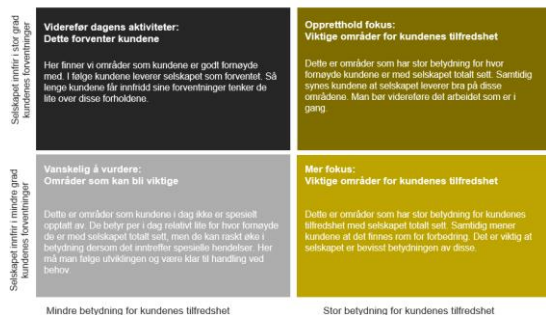 Selskapet innfrir i stor grad
kundenes forventninger
Viderefør dagens aktiviteter:
Dette forventer kundene
Her finner vi områder som kundene er godt fornøyde
med. I følge kundene leverer selskapet som forventet. Så
lenge kundene får innfridd sine forventninger tenker de
lite over disse forholdene.
Oppretthold fokus:
Viktige områder for kundenes tilfredshet
Dette er områder som har stor betydning for hvor
fornøyde kundene er med selskapet totalt sett. Samtidig
synes kundene at selskapet leverer bra på disse
områdene. Man bør videreføre det arbeidet som er i
gang.
Selskapet innfrir i mindre grad
kundenes forventninger
Vanskelig å vurdere:
Områder som kan bli viktige
Dette er områder som kundene i dag ikke er spesielt
opptatt av. De betyr per i dag relativt lite for hvor fornøyde
de er med selskapet totalt sett, men de kan raskt øke i
betydning dersom det inntreffer spesielle hendelser. Her
må man følge utviklingen og være klar til handling ved
behov.
Mer fokus:
Viktige områder for kundenes tilfredshet
Dette er områder som har stor betydning for kundenes
tilfredshet med selskapet totalt sett. Samtidig mener
kundene at det finnes rom for forbedring. Det er viktig at
selskapet er bevisst betydningen av disse.
Mindre betydning for kundenes tilfredshet
Stor betydning for kundenes tilfredshet